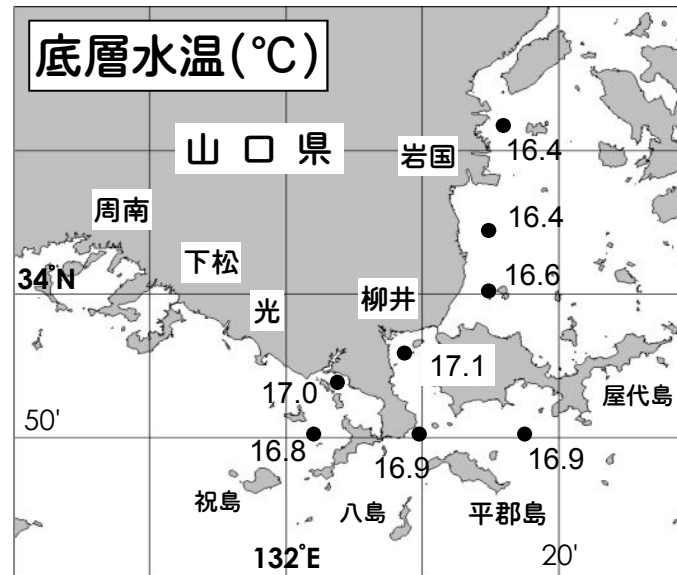 底層水温(℃)
山口県
岩国
16.4
周南
16.4
下松
34°N
16.6
光
柳井
17.1
17.0
屋代島
50'
16.8
16.9
16.9
祝島
八島
平郡島
132°E
20'